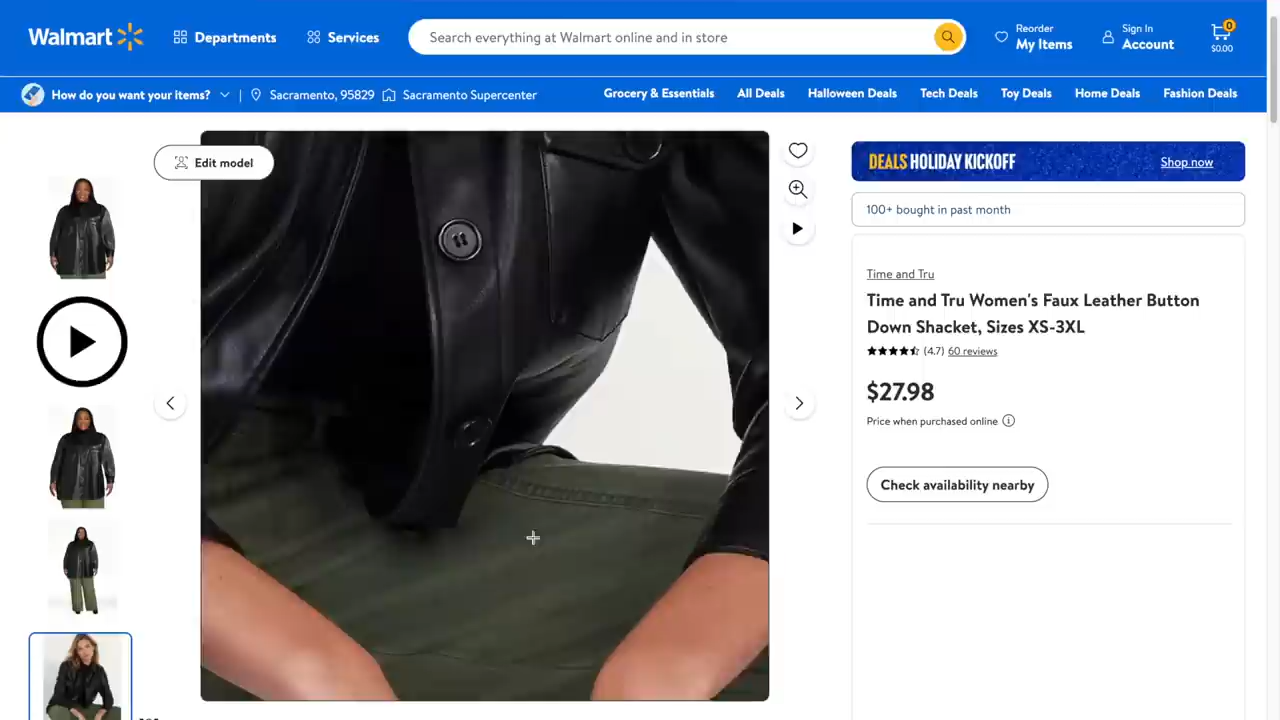 Walmart
Departments
Services
Search everything at Walmart online and in store
Reorder
My Items
Sign In
Account
0
$0.00
How do you want your items?
Sacramento, 95829
Sacramento Supercenter
Grocery & Essentials
All Deals
Halloween Deals
Tech Deals
Toy Deals
Home Deals
Fashion Deals
Edit model
DEALS HOLIDAY KICKOFF
Shop now
100+ bought in past month
Time and Tru
Time and Tru Women's Faux Leather Button
Down Shacket, Sizes XS-3XL
(4.7) 60 reviews
$27.98
Price when purchased online
Check availability nearby